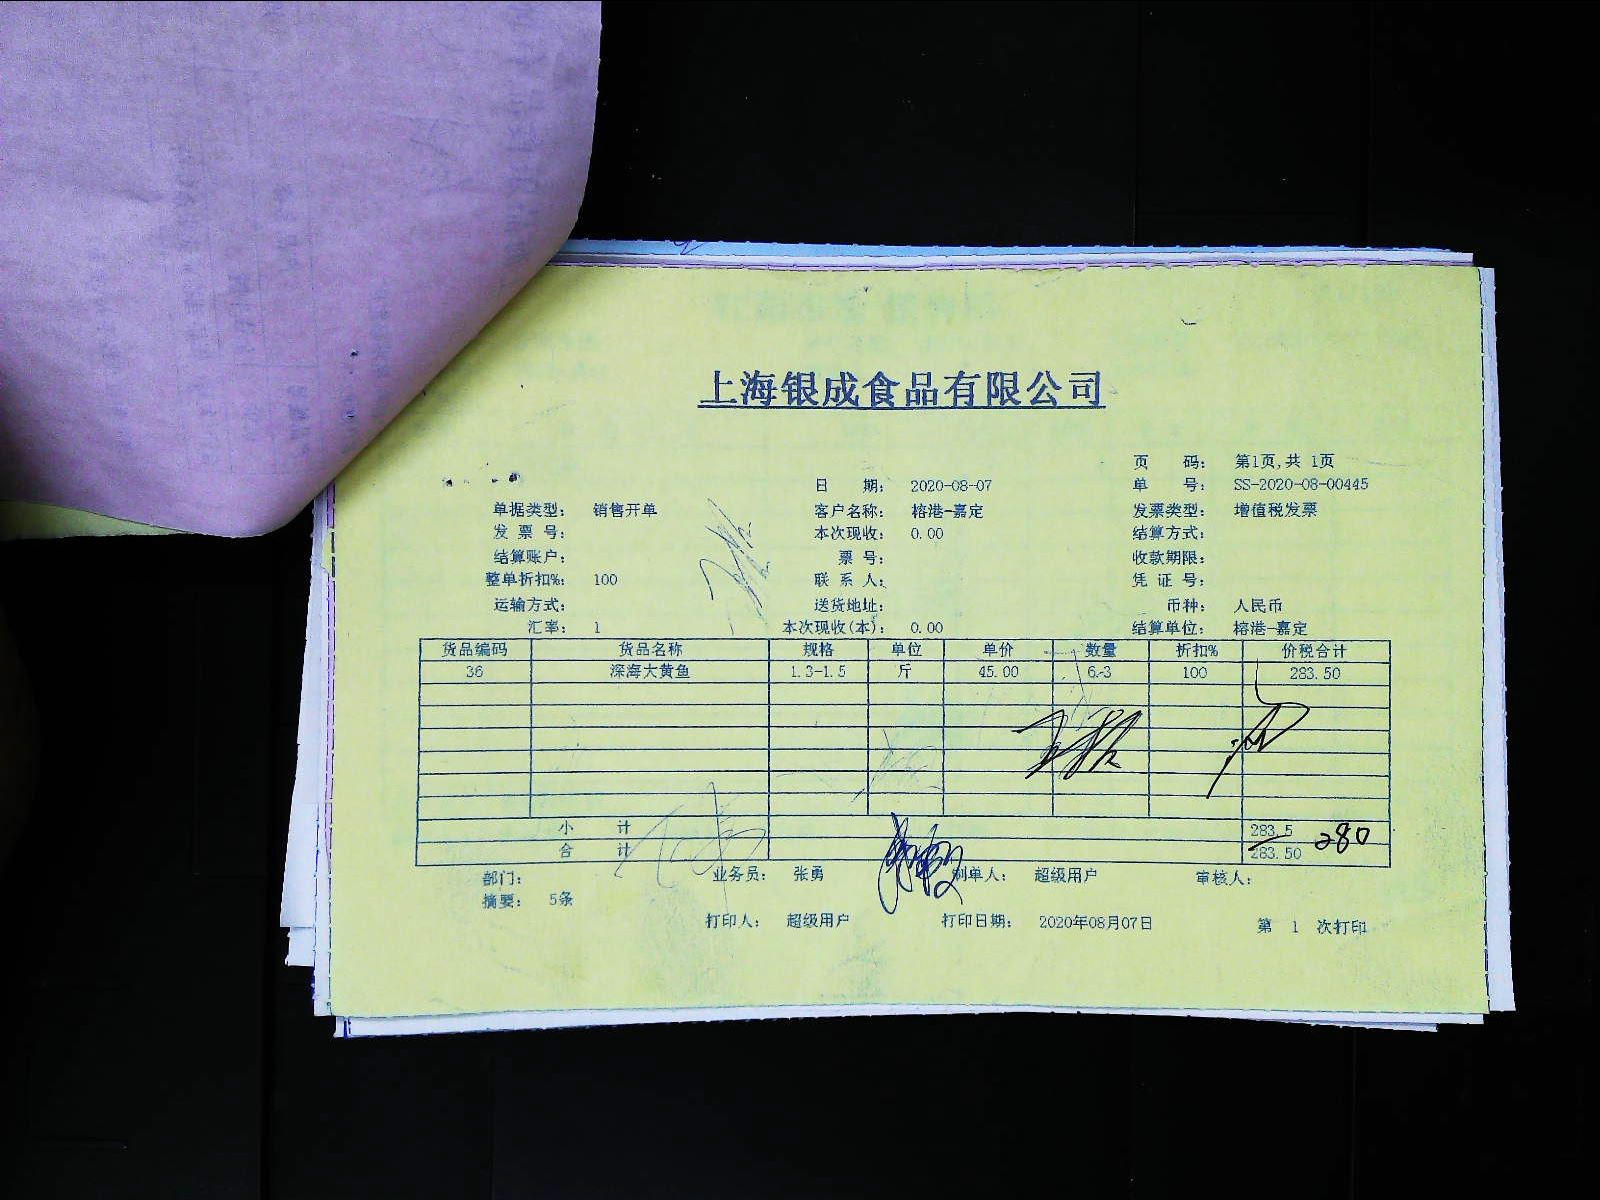 上海银成食品有限公司
页 码: 第1页,共 1页
日 期: 2020-08-07 单 号: SS-2020-08-00445
单据类型: 销售开单 客户名称: 榕港-嘉定 发票类型: 增值税发票
发 票 号: 本次现收: 0.00 结算方式:
结算账户: 票 号: 收款期限:
整单折扣%: 100 联 系 人: 凭 证 号:
运输方式: 送货地址: 币种: 人民币
汇率: 1 本次现收(本): 0.00 结算单位: 榕港-嘉定
货品编码 货品名称 规格 单位 单价 数量 折扣% 价税合计
36 深海大黄鱼 1.3-1.5 斤 45.00 6.3 100 283.50
小 计 283.5
280
合 计 283.50
部门: 业务员: 张勇 制单人: 超级用户 审核人:
摘要: 5条
打印人: 超级用户 打印日期: 2020年08月07日 第 1 次打印